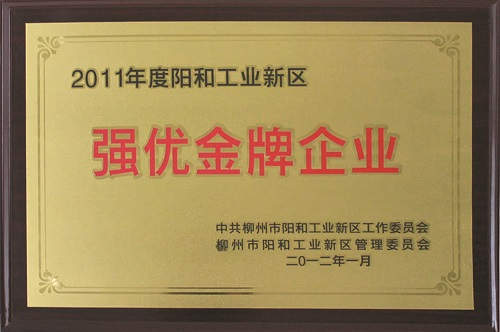 2011年度阳和工业新区
强优金牌企业
中共柳州市阳和工业新区工作委员会
柳州市阳和工业新区管理委员会
二0一二年一月